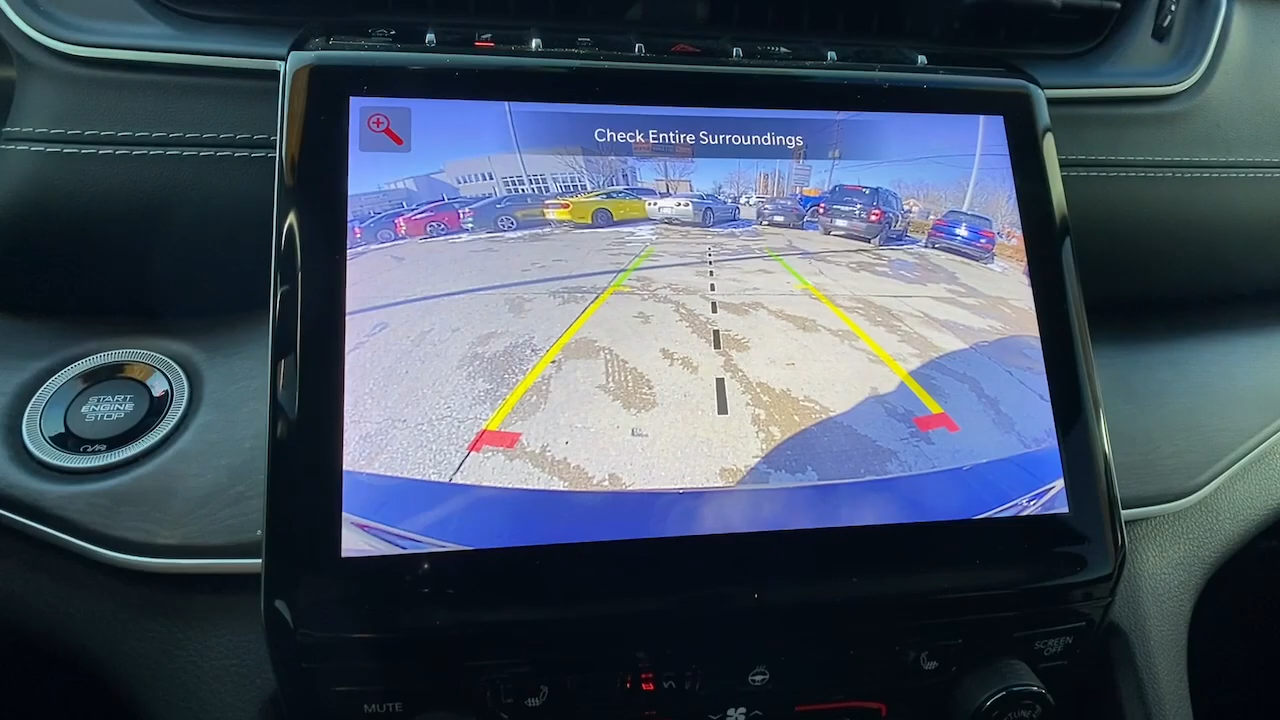 Check Entire Surroundings
START
ENGINE
STOP
SCREEN
OFF
MUTE